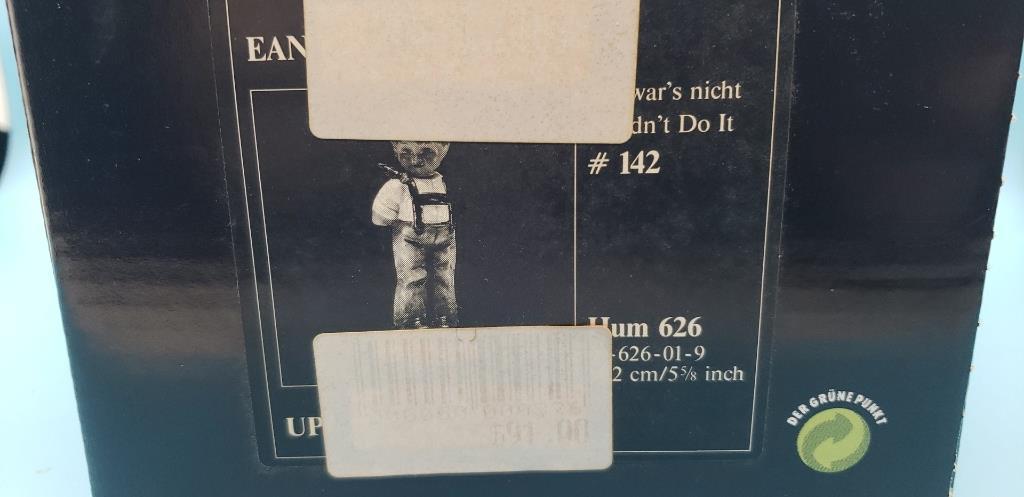 EAN
war's nicht
dn't Do It
# 142
Hum 626
-626-01-9
2 cm/5⅝ inch
UP
DER GRÜNE PUNKT